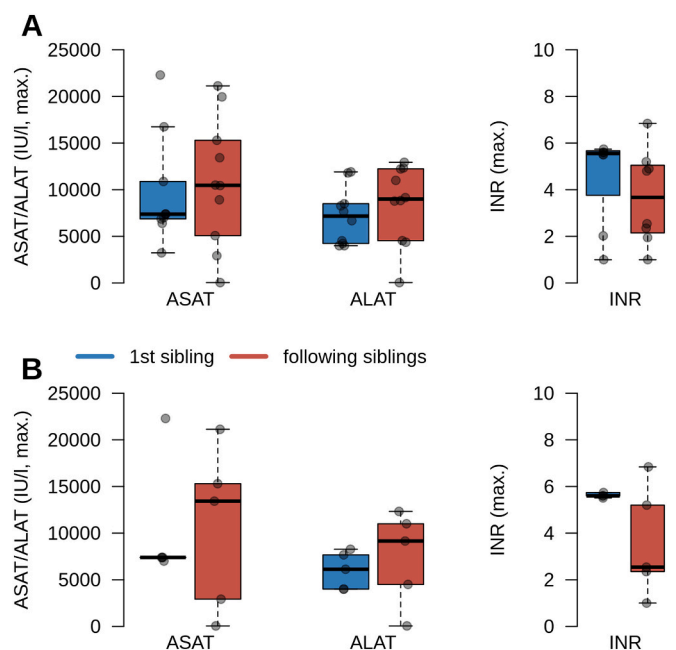 A
ASAT/ALAT (IU/l, max.)
25000
20000
15000
10000
5000
0
ASAT
ALAT
INR (max.)
10
8
6
4
2
0
INR
1st sibling
following siblings
B
ASAT/ALAT (IU/l, max.)
25000
20000
15000
10000
5000
0
ASAT
ALAT
INR (max.)
10
8
6
4
2
0
INR